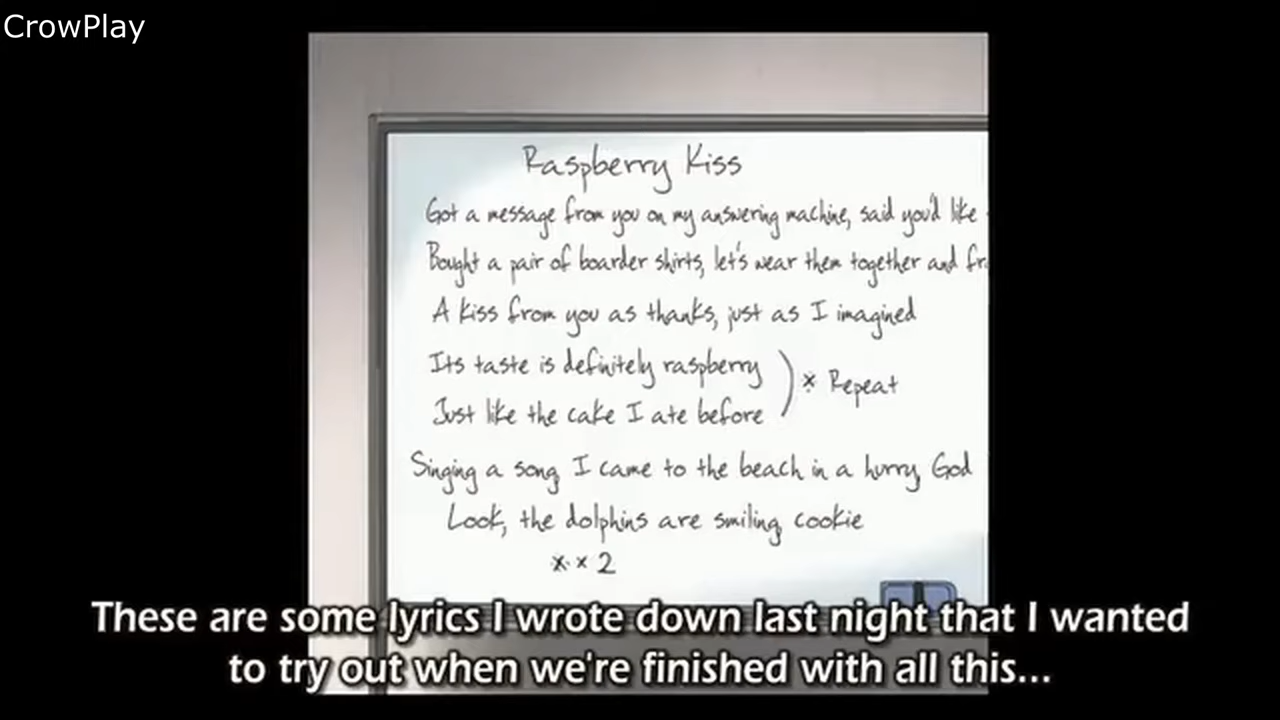 CrowPlay
Raspberry Kiss
Got a message from you on my answering machine, said you'd like
Bought a pair of boarder shirts, let's wear them together and
A kiss from you as thanks, just as I imagined
Its taste is definitely raspberry
* Repeat
Just like the cake I ate before
Singing a song, I came to the beach in a hurry, God
Look, the dolphins are smiling, cookie
* × 2
These are some lyrics I wrote down last night that I wanted
to try out when we're finished with all this...